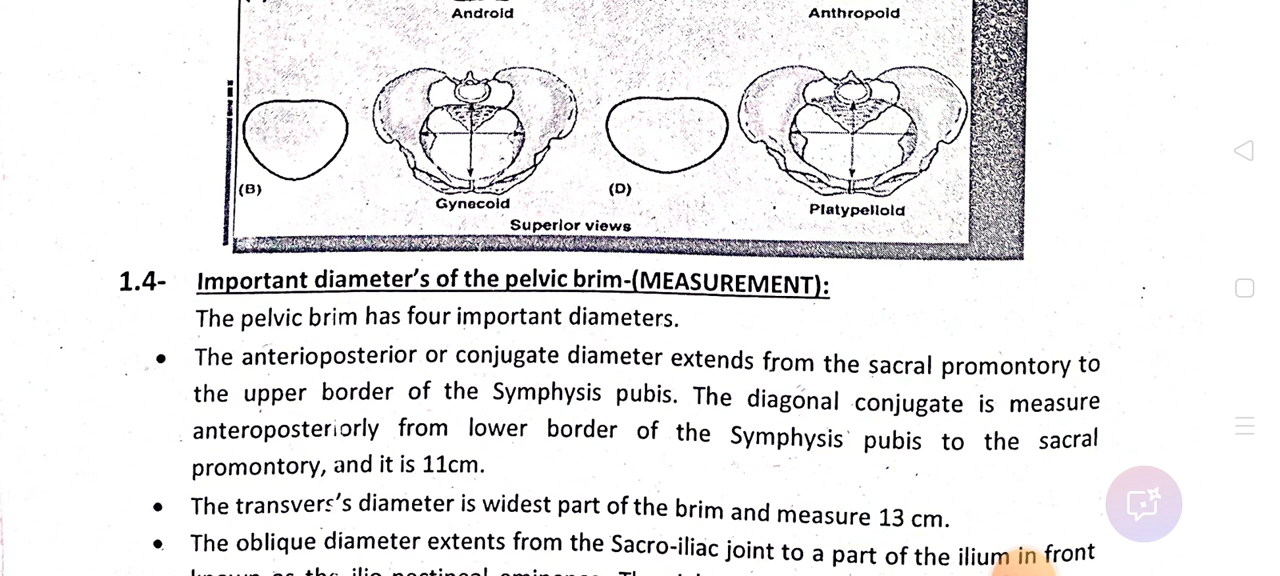 Android
Anthropoid
(B)
Gynecoid
(D)
Platypelloid
Superior views
1.4- Important diameter's of the pelvic brim-(MEASUREMENT):
The pelvic brim has four important diameters.
• The anterioposterior or conjugate diameter extends from the sacral promontory to
the upper border of the Symphysis pubis. The diagonal conjugate is measure
anteroposteriorly from lower border of the Symphysis pubis to the sacral
promontory, and it is 11cm.
• The transvers's diameter is widest part of the brim and measure 13 cm.
• The oblique diameter extents from the Sacro-iliac joint to a part of the ilium in front